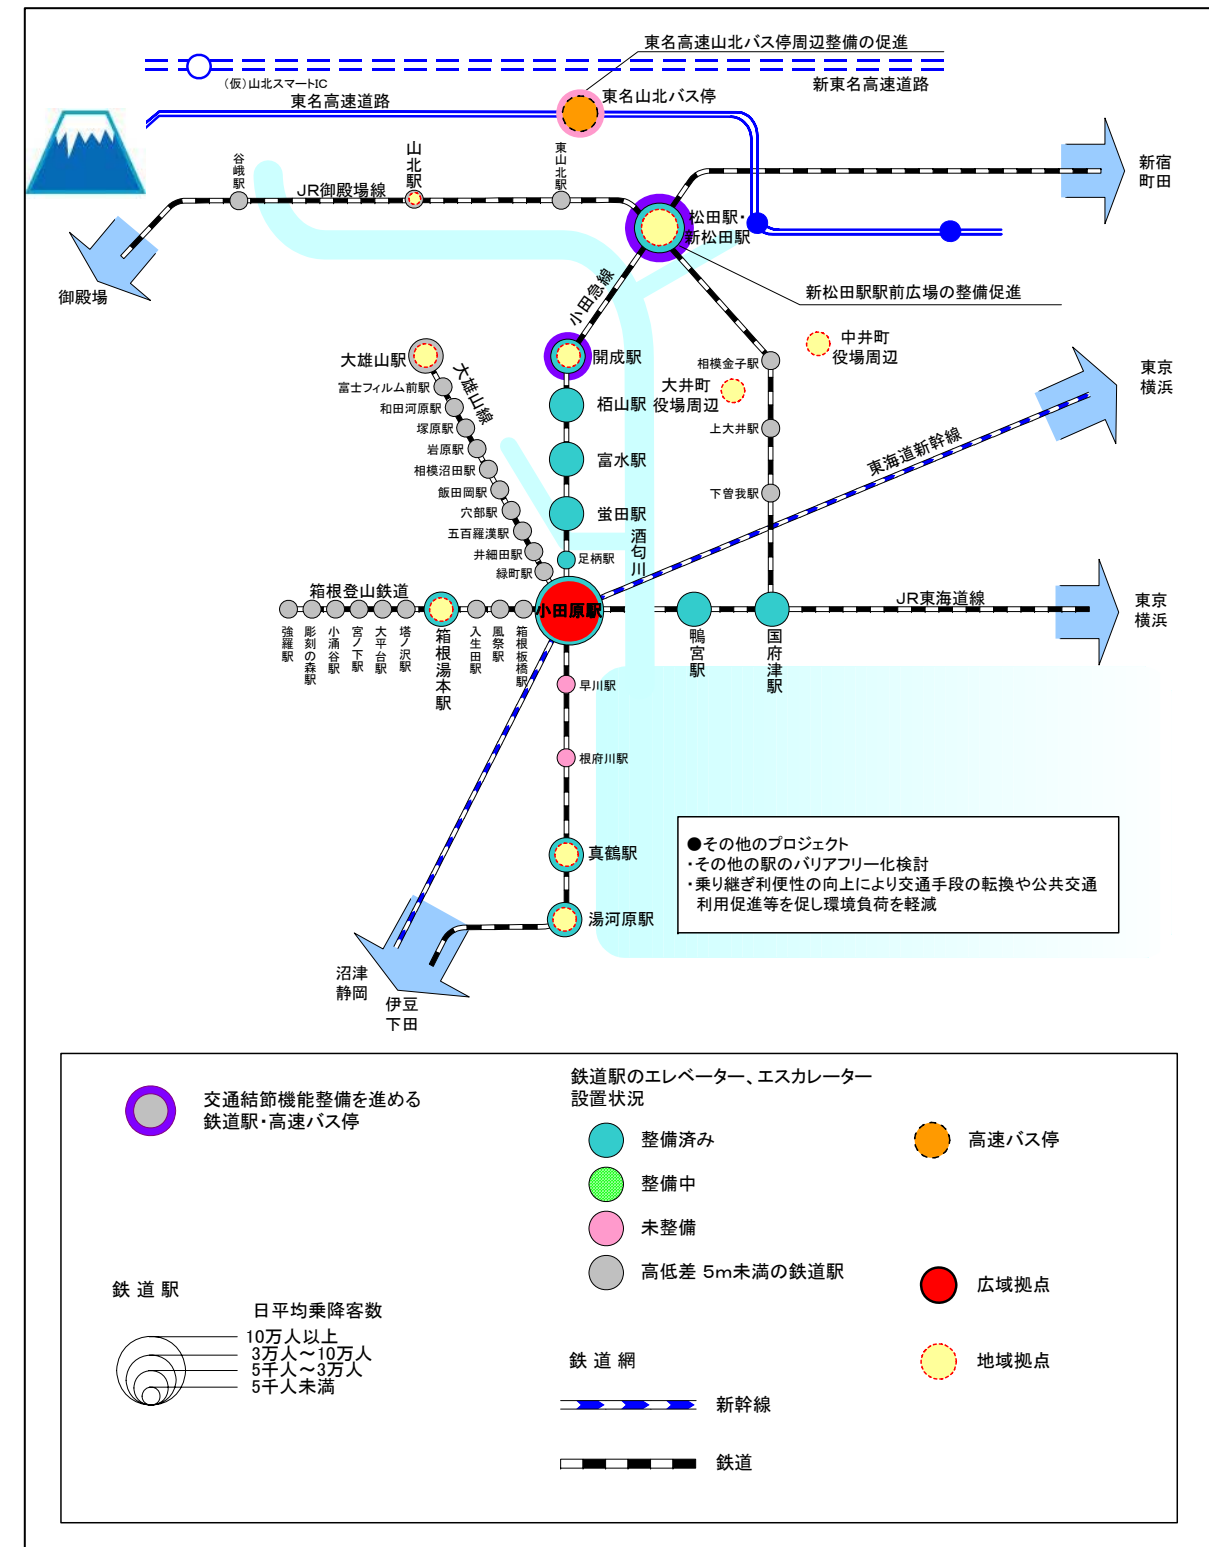 東名高速山北バス停周辺整備の促進
(仮)山北スマートIC
新東名高速道路
東名高速道路
東名山北バス停
谷峨駅
山北駅
東山北駅
JR御殿場線
新宿
町田
松田駅・
新松田駅
御殿場
小田急線
新松田駅駅前広場の整備促進
中井町
役場周辺
大雄山駅
大雄山線
開成駅
相模金子駅
東京
横浜
富士フィルム前駅
和田河原駅
塚原駅
岩原駅
相模沼田駅
飯田岡駅
穴部駅
五百羅漢駅
井細田駅
緑町駅
栢山駅
大井町
役場周辺
上大井駅
富水駅
東海道新幹線
下曽我駅
蛍田駅
酒匂川
足柄駅
箱根登山鉄道
小田原駅
JR東海道線
東京
横浜
強羅駅
彫刻の森駅
小涌谷駅
宮ノ下駅
大平台駅
塔ノ沢駅
箱根湯本駅
入生田駅
風祭駅
箱根板橋駅
鴨宮駅
国府津駅
早川駅
根府川駅
真鶴駅
湯河原駅
●その他のプロジェクト
・その他の駅のバリアフリー化検討
・乗り継ぎ利便性の向上により交通手段の転換や公共交通
利用促進等を促し環境負荷を軽減
沼津
静岡
伊豆
下田
交通結節機能整備を進める
鉄道駅・高速バス停
鉄道駅のエレベーター、エスカレーター
設置状況
整備済み
整備中
未整備
高低差 5m未満の鉄道駅
高速バス停
広域拠点
地域拠点
鉄 道 駅
日平均乗降客数
10万人以上
3万人〜10万人
5千人〜3万人
5千人未満
鉄 道 網
新幹線
鉄道